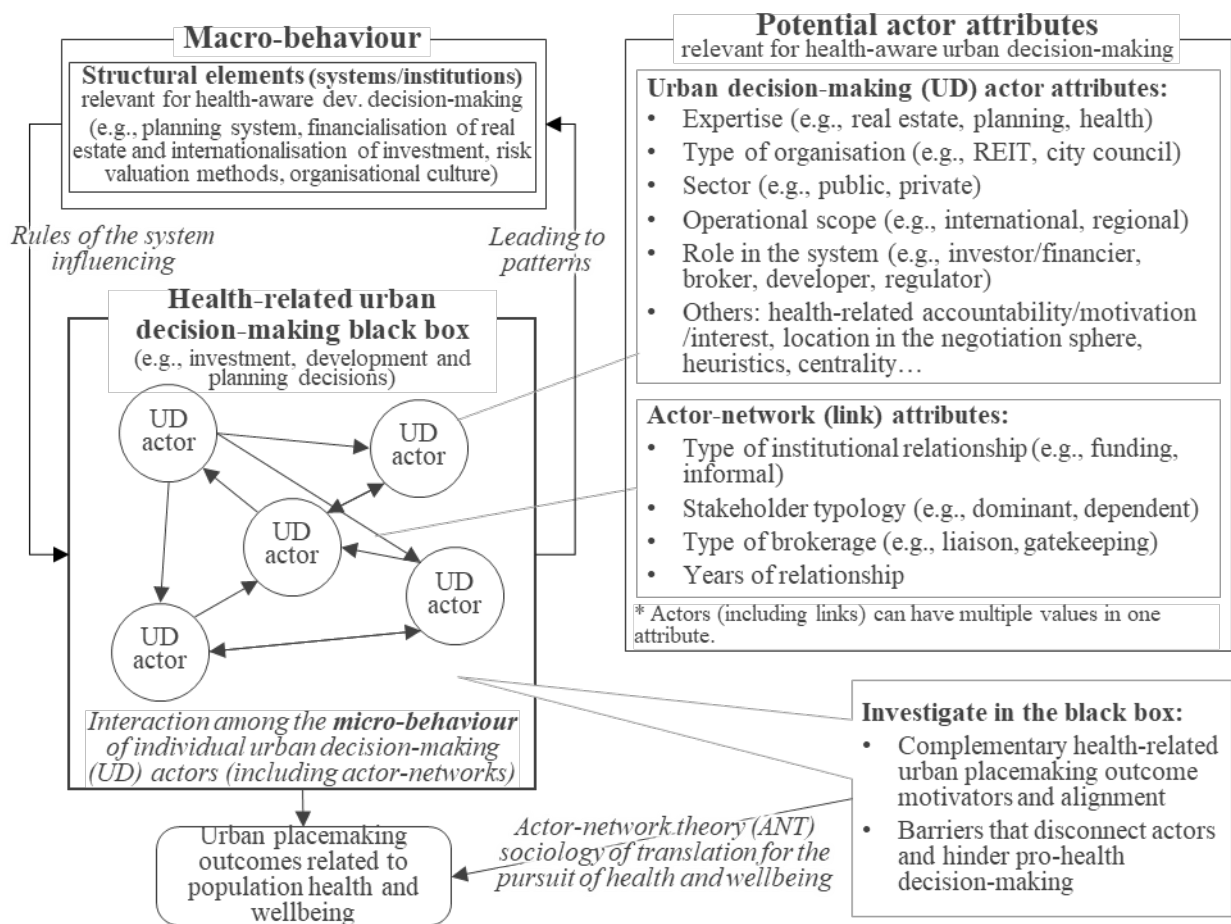 Macro-behaviour
Structural elements (systems/institutions)
relevant for health-aware dev. decision-making
(e.g., planning system, financialisation of real
estate and internationalisation of investment, risk
valuation methods, organisational culture)
Rules of the system
influencing
Leading to
patterns
Health-related urban
decision-making black box
(e.g., investment, development and
planning decisions)
UD
actor
UD
actor
UD
actor
UD
actor
UD
actor
Interaction among the micro-behaviour
of individual urban decision-making
(UD) actors (including actor-networks)
Urban placemaking
outcomes related to
population health and
wellbeing
Potential actor attributes
relevant for health-aware urban decision-making
Urban decision-making (UD) actor attributes:
• Expertise (e.g., real estate, planning, health)
• Type of organisation (e.g., REIT, city council)
• Sector (e.g., public, private)
• Operational scope (e.g., international, regional)
• Role in the system (e.g., investor/financier,
broker, developer, regulator)
• Others: health-related accountability/motivation
/interest, location in the negotiation sphere,
heuristics, centrality…
Actor-network (link) attributes:
• Type of institutional relationship (e.g., funding,
informal)
• Stakeholder typology (e.g., dominant, dependent)
• Type of brokerage (e.g., liaison, gatekeeping)
• Years of relationship
* Actors (including links) can have multiple values in one
attribute.
Investigate in the black box:
• Complementary health-related
urban placemaking outcome
motivators and alignment
• Barriers that disconnect actors
and hinder pro-health
decision-making
Actor-network theory (ANT)
sociology of translation for the
pursuit of health and wellbeing